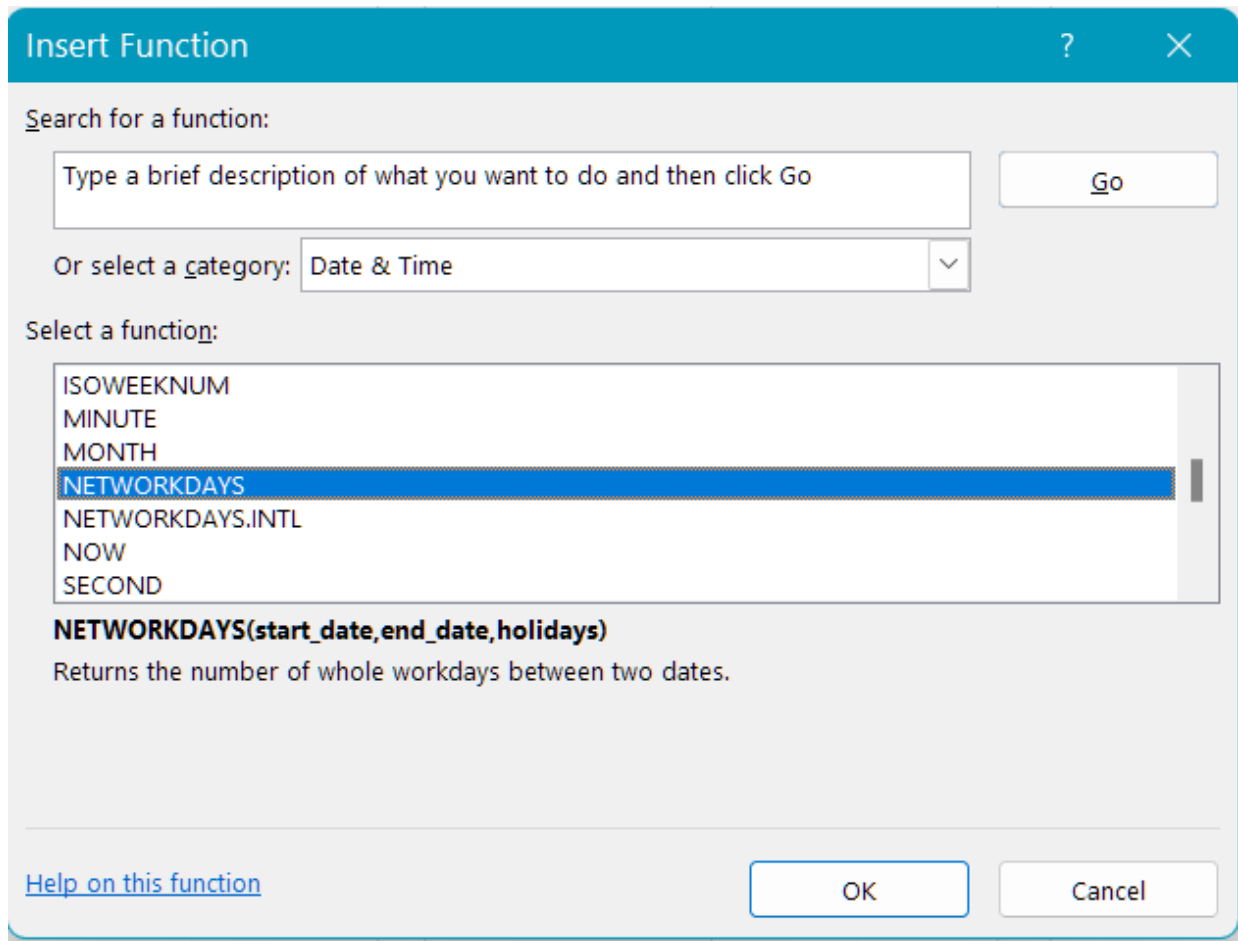 Insert Function
?
Search for a function:
Type a brief description of what you want to do and then click Go
Go
Or select a category: Date & Time
Select a function:
ISOWEEKNUM
MINUTE
MONTH
NETWORKDAYS
NETWORKDAYS.INTL
NOW
SECOND
NETWORKDAYS(start_date,end_date,holidays)
Returns the number of whole workdays between two dates.
Help on this function
OK
Cancel